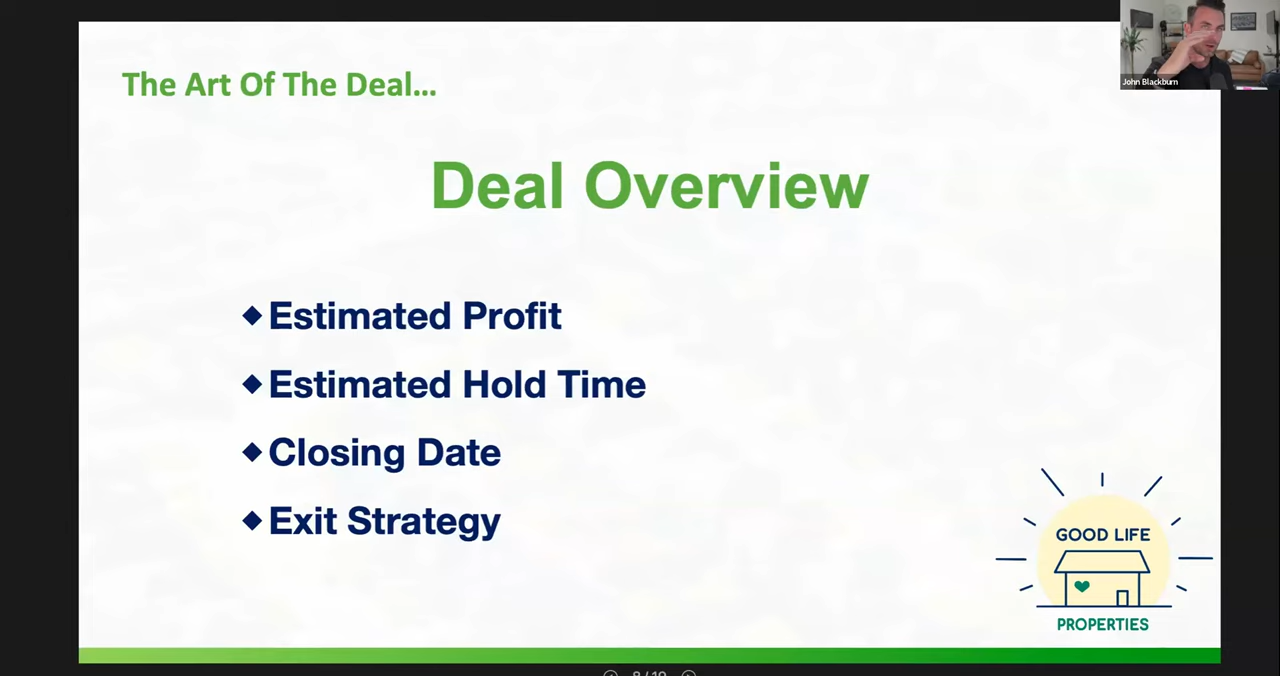 The Art Of The Deal...
John Blackburn
Deal Overview
◆Estimated Profit
◆Estimated Hold Time
◆Closing Date
◆Exit Strategy
GOOD LIFE
PROPERTIES